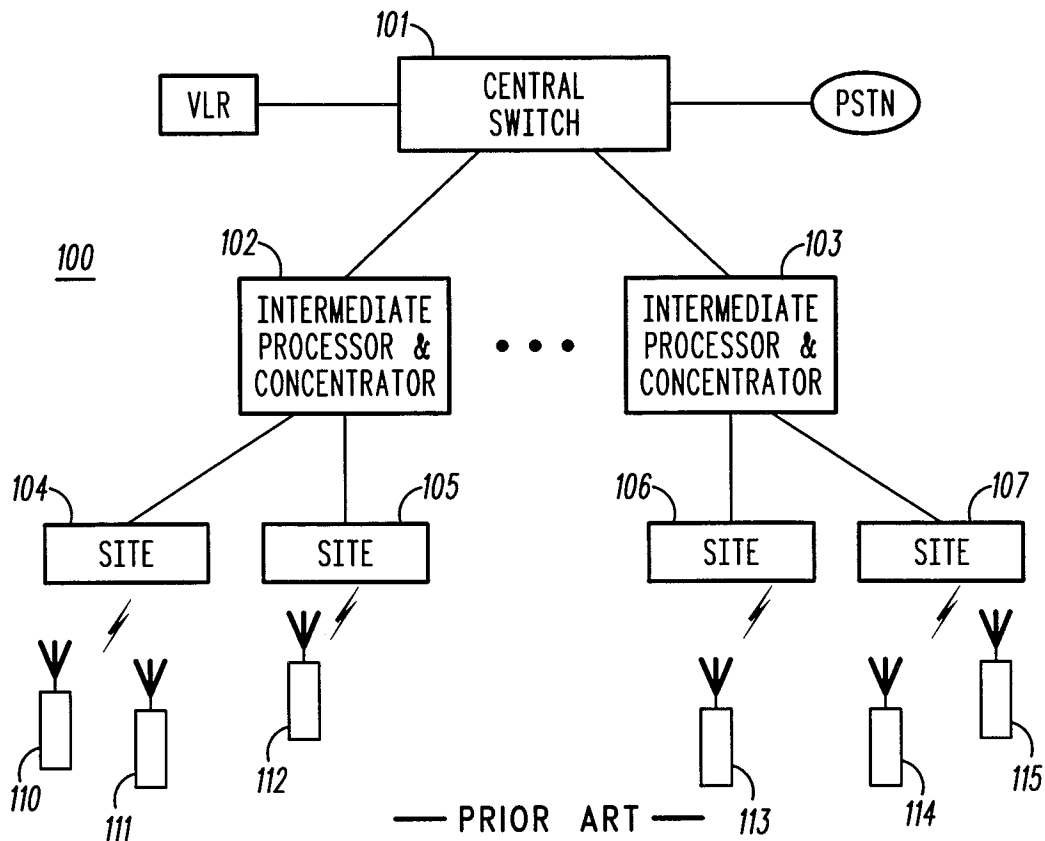 101
VLR
CENTRAL
SWITCH
PSTN
100
102
103
INTERMEDIATE
PROCESSOR &
CONCENTRATOR
INTERMEDIATE
PROCESSOR &
CONCENTRATOR
104
105
106
107
SITE
SITE
SITE
SITE
110
111
112
113
114
115
PRIOR ART